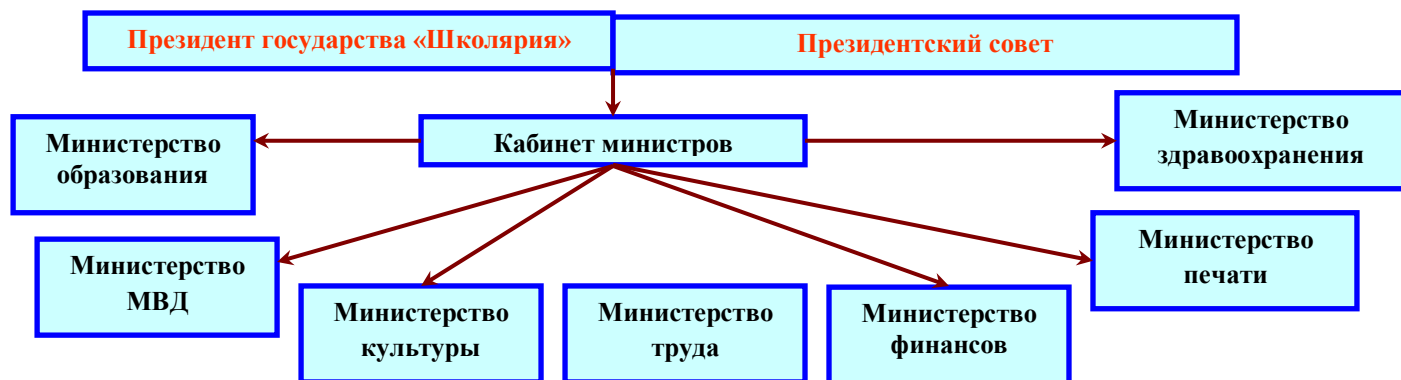 Президент государства «Школярия»
Президентский совет
Кабинет министров
Министерство
образования
Министерство
здравоохранения
Министерство
МВД
Министерство
культуры
Министерство
труда
Министерство
финансов
Министерство
печати